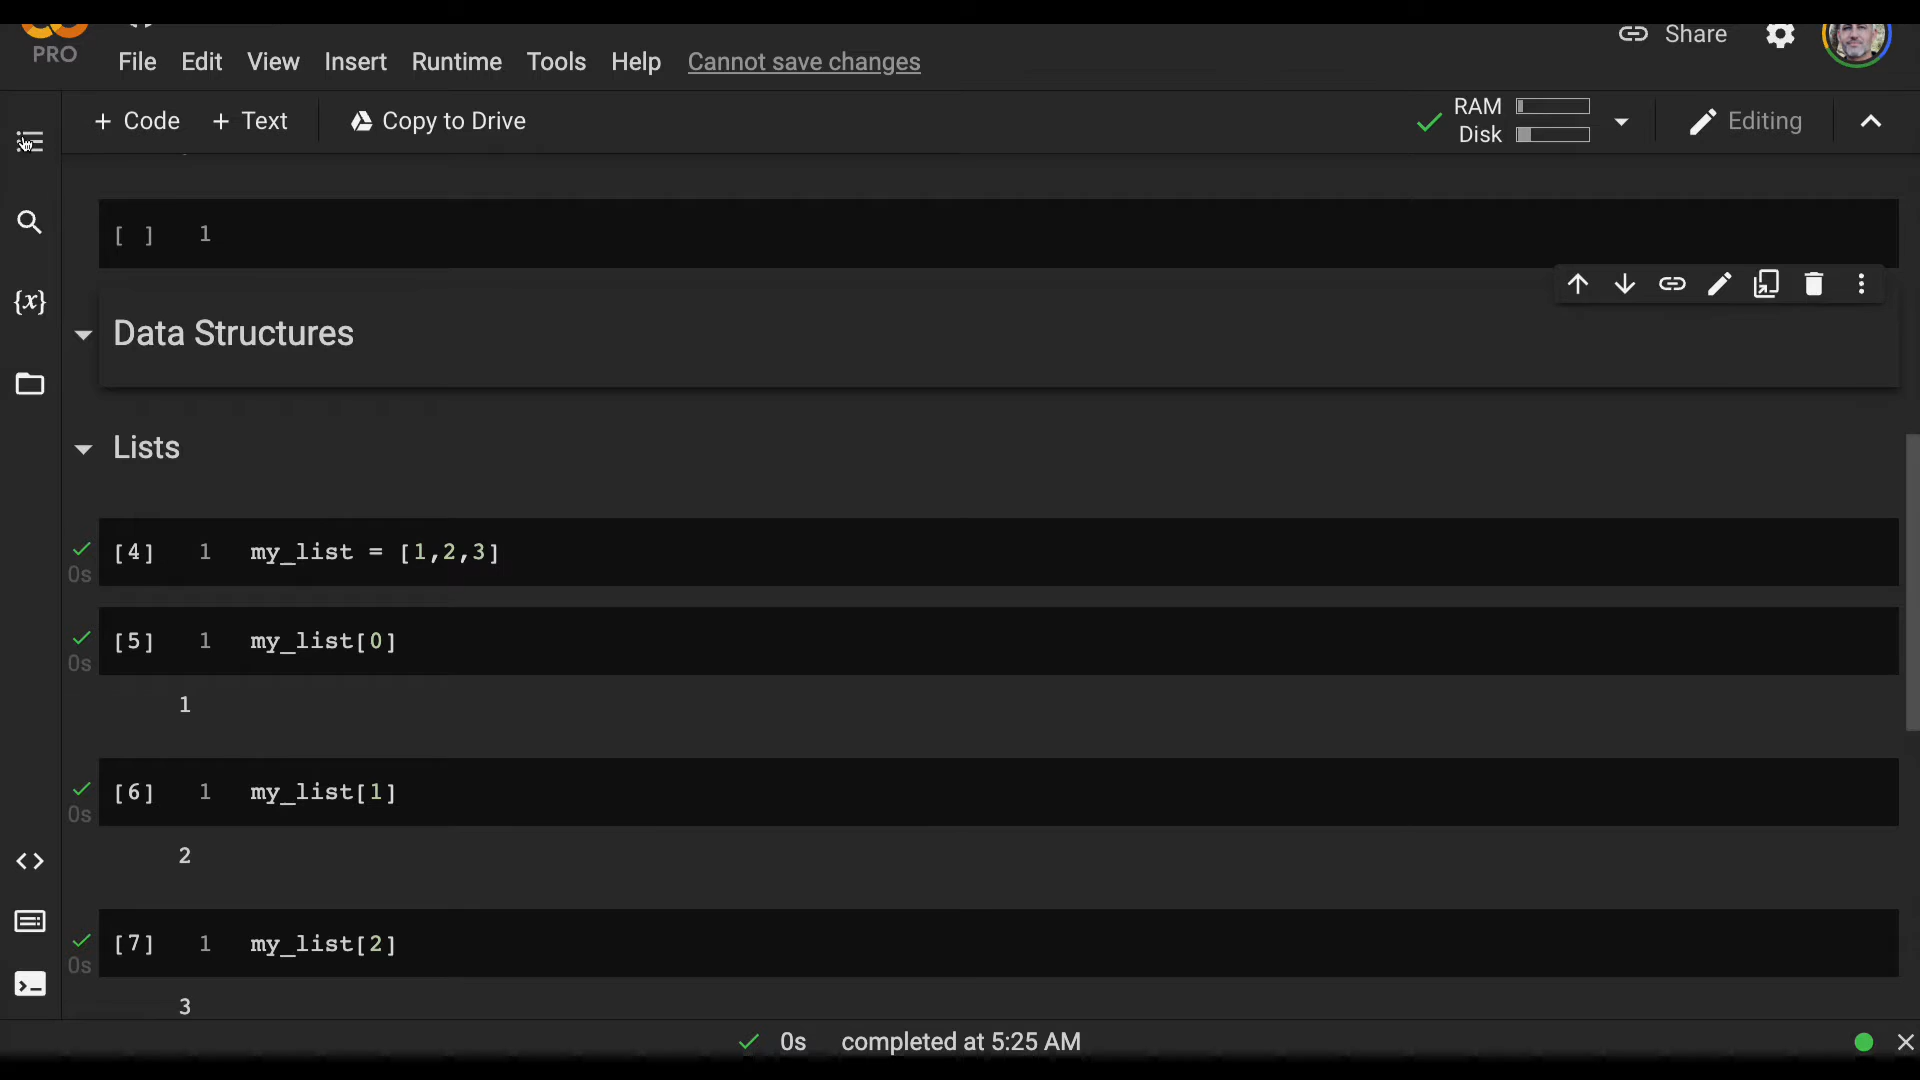 PRO
File Edit View Insert Runtime Tools Help Cannot save changes
Share
+ Code + Text Copy to Drive
RAM
Disk
Editing
[ ] 1
{x}
Data Structures
Lists
[4] 1 my_list = [1,2,3]
0s
[5] 1 my_list[0]
0s
1
[6] 1 my_list[1]
0s
2
[7] 1 my_list[2]
0s
3
0s completed at 5:25 AM